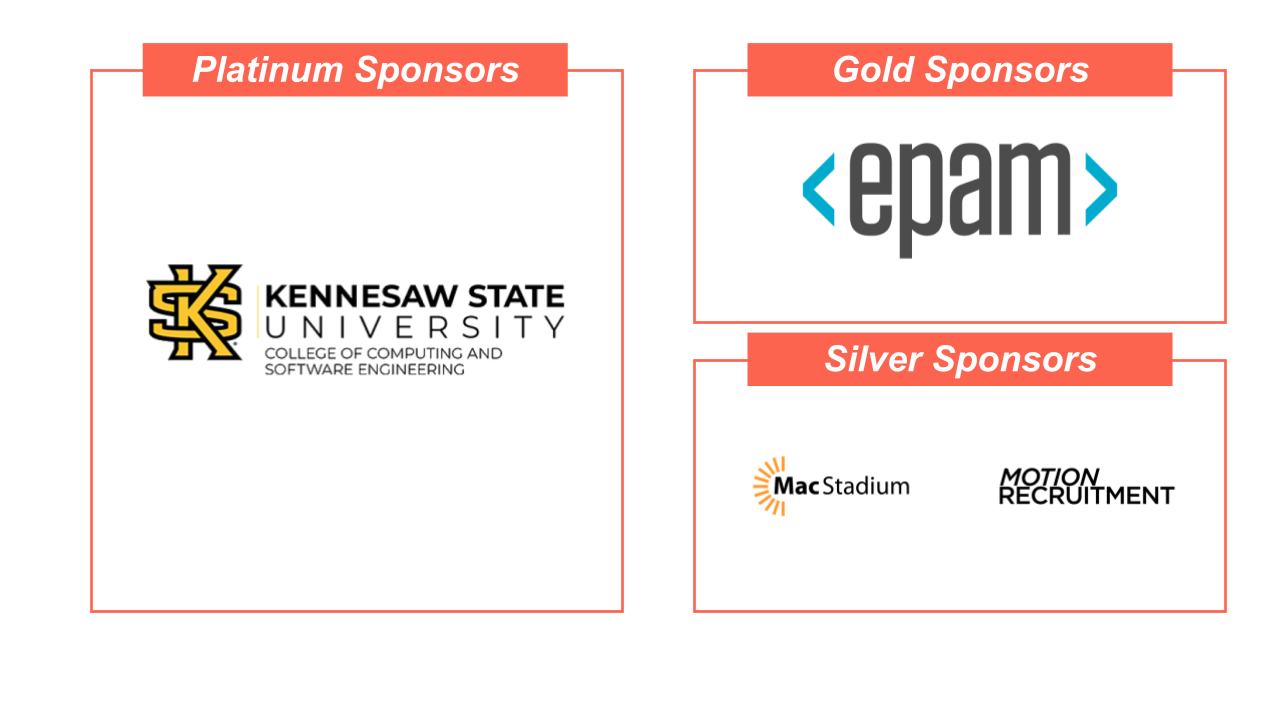 Platinum Sponsors
KS
KENNESAW STATE
UNIVERSITY
COLLEGE OF COMPUTING AND
SOFTWARE ENGINEERING
Gold Sponsors
<epam>
Silver Sponsors
MacStadium
MOTION
RECRUITMENT